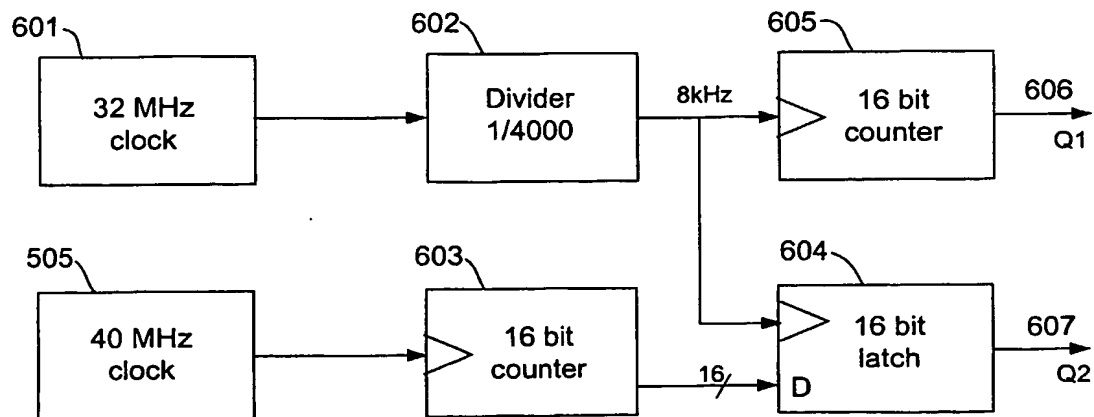 601
32 MHz
clock
602
Divider
1/4000
8kHz
605
16 bit
counter
606
Q1
505
40 MHz
clock
603
16 bit
counter
16
604
16 bit
latch
D
607
Q2